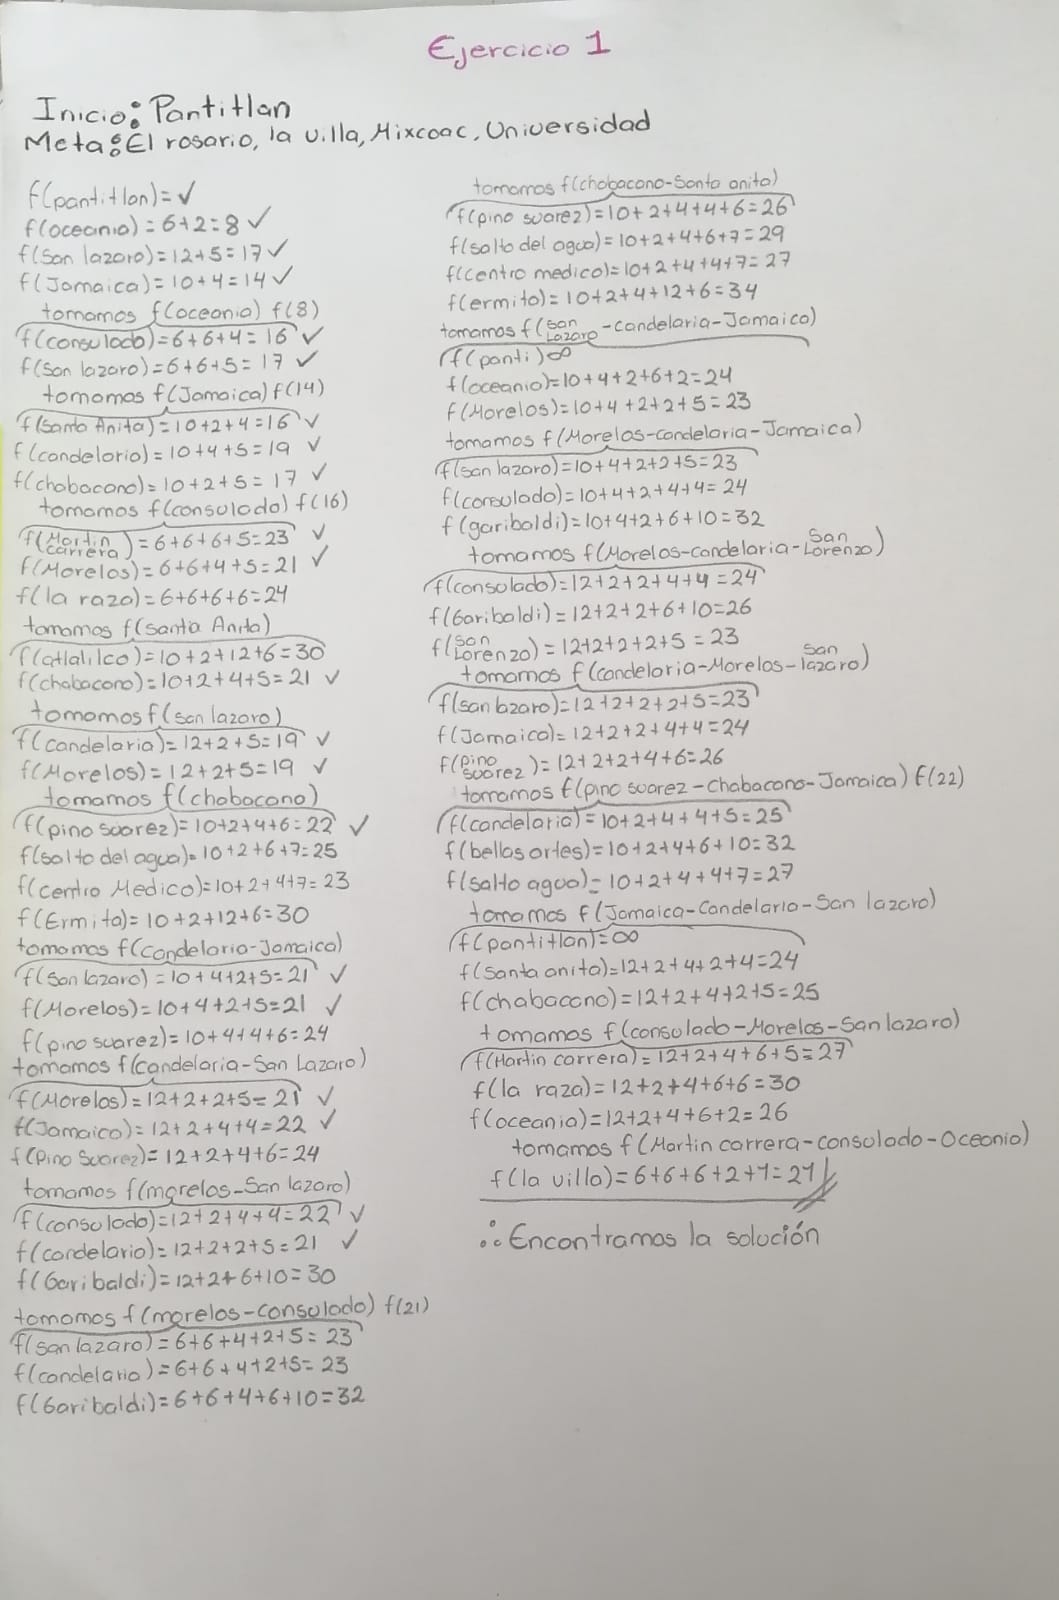 Ejercicio 1
Inicio: Pantitlan
Meta: El rosario, la villa, Mixcoac, Universidad
f(pantitlan)= ✓
f(oceania)=6+2=8 ✓
f(San lazaro)=12+5=17 ✓
f(Jamaica)=10+4=14 ✓
tomamos f(oceania) f(8)
f(consulado)=6+6+4=16 ✓
f(San lazaro)=6+6+5=17 ✓
tomamos f(Jamaica) f(14)
f(Santa Anita)=10+2+4=16 ✓
f(candelaria)=10+4+5=19 ✓
f(chabacano)=10+2+5=17 ✓
tomamos f(consulado) f(16)
f(Martin carrera)=6+6+6+5=23 ✓
f(Morelos)=6+6+4+5=21 ✓
f(la raza)=6+6+6+6=24
tomamos f(Santa Anita)
f(atlalilco)=10+2+12+6=30
f(chabacano)=10+2+4+5=21 ✓
tomamos f(san lazaro)
f(candelaria)=12+2+5=19 ✓
f(Morelos)=12+2+5=19 ✓
tomamos f(chabacano)
f(pino suarez)=10+2+4+6=22 ✓
f(salto del agua)=10+2+6+7=25
f(centro Medico)=10+2+4+7=23
f(Ermita)=10+2+12+6=30
tomamos f(candelaria-Jamaica)
f(San lazaro)=10+4+2+5=21 ✓
f(Morelos)=10+4+2+5=21 ✓
f(pino suarez)=10+4+4+6=24
tomamos f(candelaria-San Lazaro)
f(Morelos)=12+2+2+5=21 ✓
f(Jamaica)=12+2+4+4=22 ✓
f(Pino Suarez)=12+2+4+6=24
tomamos f(morelos-San lazaro)
f(consulado)=12+2+4+4=22 ✓
f(candelaria)=12+2+2+5=21 ✓
f(Garibaldi)=12+2+6+10=30
tomamos f(morelos-consulado) f(21)
f(san lazaro)=6+6+4+2+5=23
f(candelaria)=6+6+4+2+5=23
f(Garibaldi)=6+6+4+6+10=32
tomamos f(chabacano-Santa anita)
f(pino suarez)=10+2+4+4+6=26
f(salto del agua)=10+2+4+6+7=29
f(centro medico)=10+2+4+4+7=27
f(ermita)=10+2+4+12+6=34
tomamos f(san Lazaro-candelaria-Jamaica)
f(panti)∞
f(oceania)=10+4+2+6+2=24
f(Morelos)=10+4+2+2+5=23
tomamos f(Morelos-candelaria-Jamaica)
f(san lazaro)=10+4+2+2+5=23
f(consulado)=10+4+2+4+4=24
f(garibaldi)=10+4+2+6+10=32
tomamos f(Morelos-candelaria-San Lorenzo)
f(consolado)=12+2+2+4+4=24
f(Garibaldi)=12+2+2+6+10=26
f(san Lorenzo)=12+2+2+2+5=23
tomamos f(candelaria-Morelos-San lazaro)
f(san lazaro)=12+2+2+2+5=23
f(Jamaica)=12+2+2+4+4=24
f(pino suarez)=12+2+2+4+6=26
tomamos f(pino suarez-Chabacano-Jamaica) f(22)
f(candelaria)=10+2+4+4+5=25
f(bellas artes)=10+2+4+6+10=32
f(salto agua)=10+2+4+4+7=27
tomamos f(Jamaica-Candelaria-San lazaro)
f(pantitlan)=∞
f(santa anita)=12+2+4+2+4=24
f(chabacano)=12+2+4+2+5=25
tomamos f(consulado-Morelos-San lazaro)
f(Martin carrera)=12+2+4+6+5=27
f(la raza)=12+2+4+6+6=30
f(oceania)=12+2+4+6+2=26
tomamos f(Martin carrera-consulado-Oceania)
f(la villa)=6+6+6+2+1=21
∴ Encontramos la solución